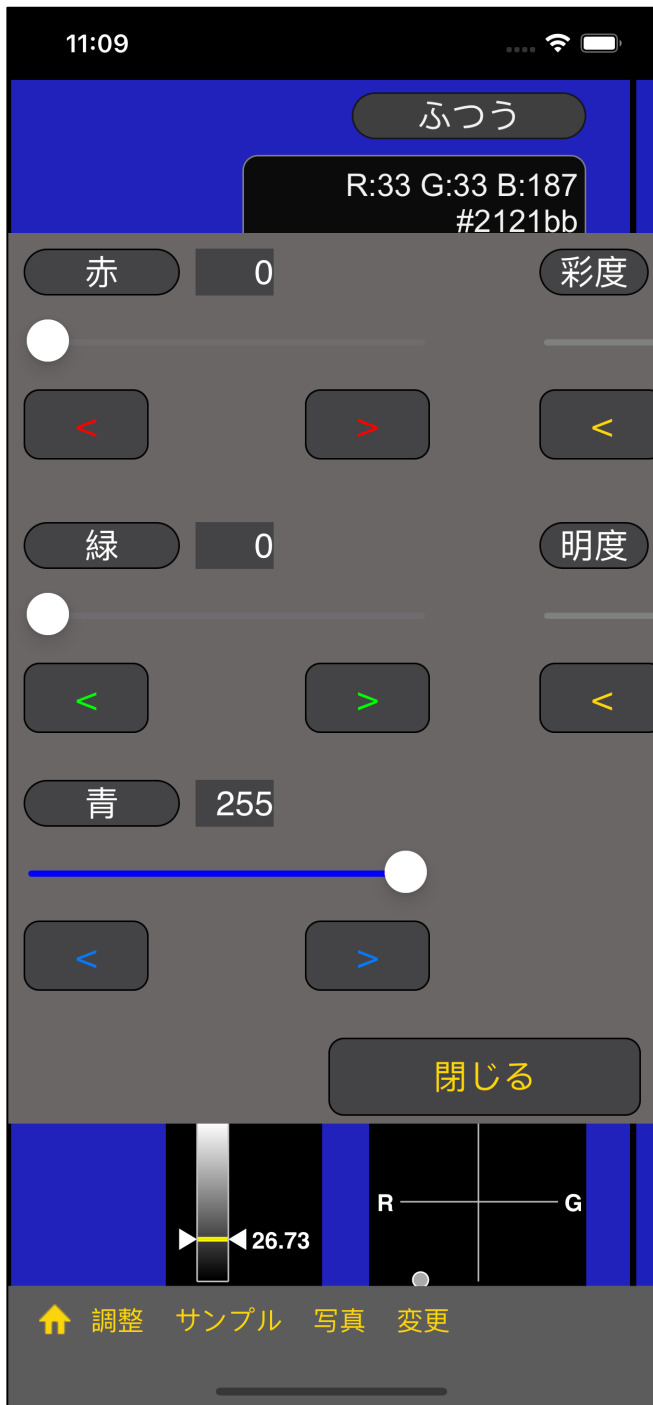 11:09
ふつう
R:33 G:33 B:187
#2121bb
赤 0 彩度
< > <
緑 0 明度
< > <
青 255
< >
閉じる
R G
26.73
調整 サンプル 写真 変更